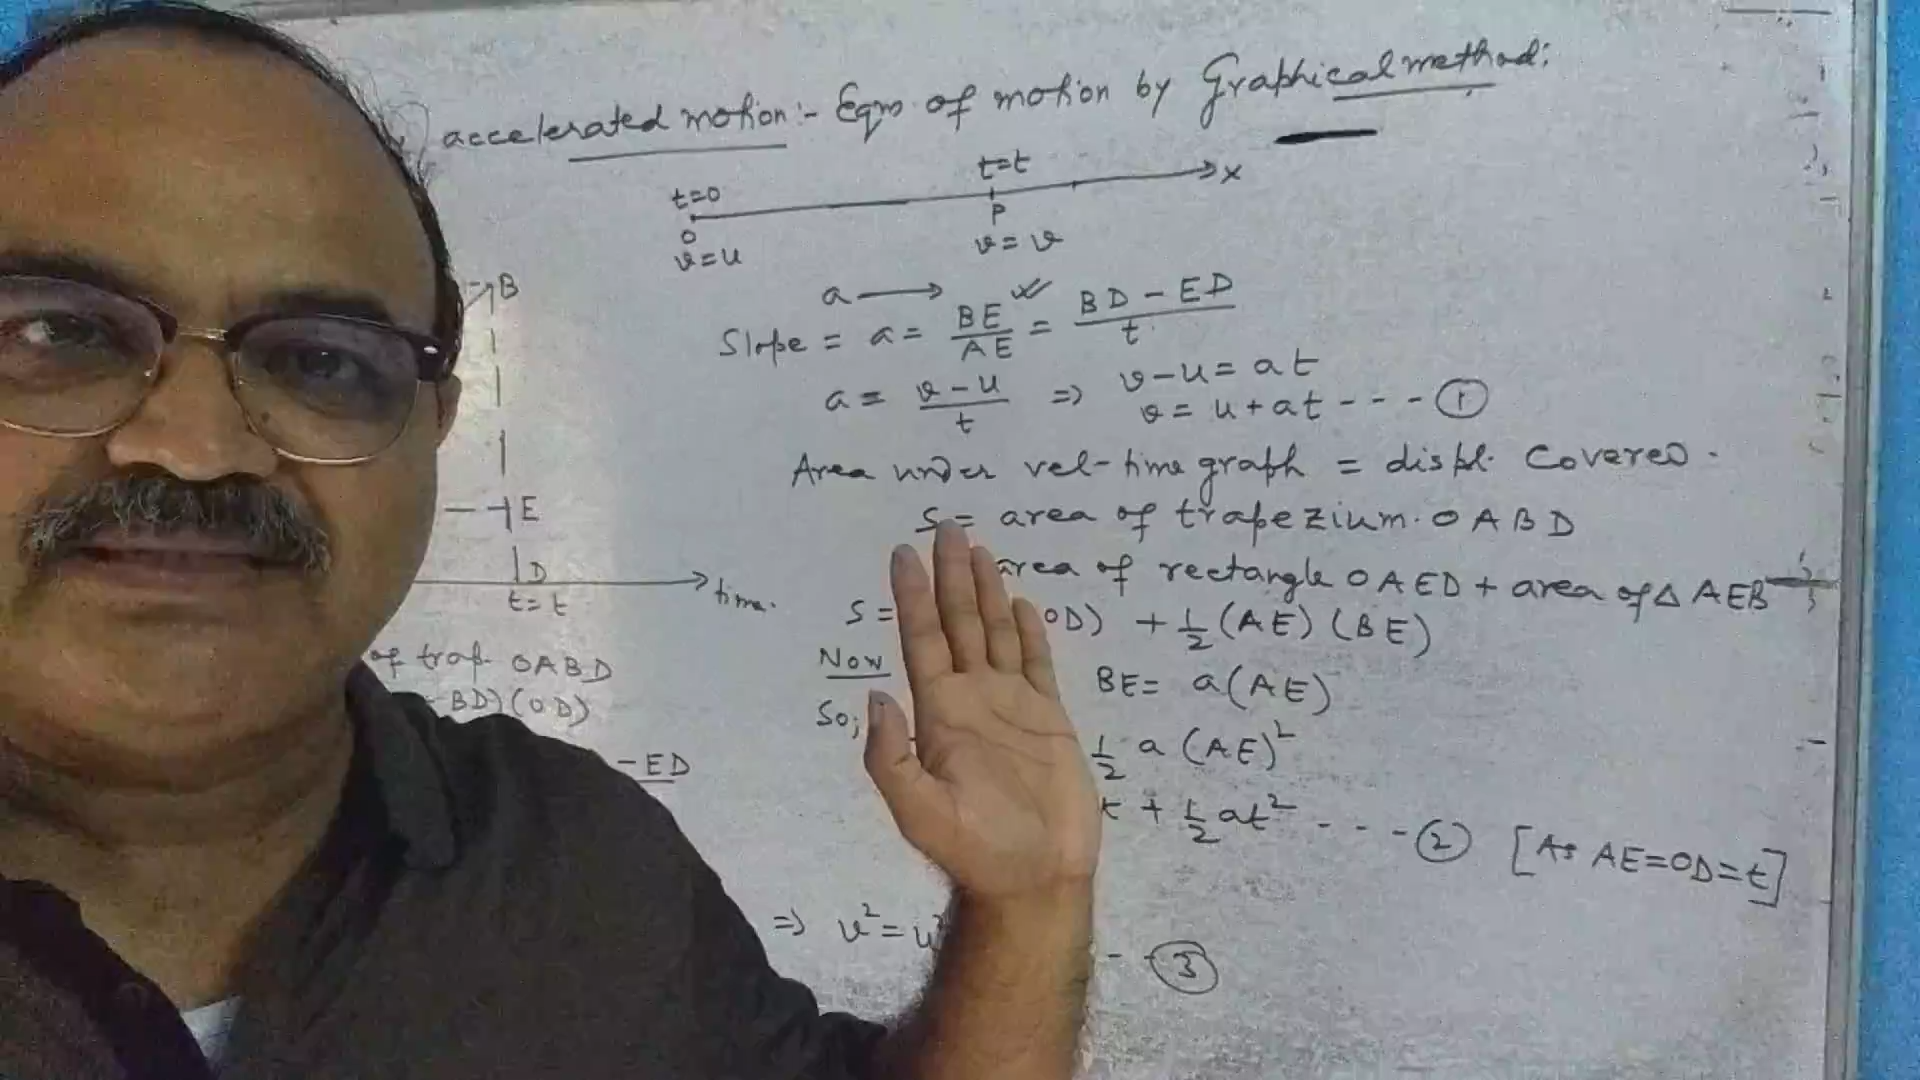 accelerated motion:- Eqns of motion by Graphical method:
t=t
x
t=0
O
P
v=u
v=v
B
a ⟶
Slope = a = BE/AE = BD-ED/t
a = v-u/t ⇒ v-u = at
v = u+at --- ①
Area under vel-time graph = displ. Covered.
E
S = area of trapezium. OABD
D
time.
t=t
area of rectangle OAED + area of Δ AEB
S = OD) + 1/2 (AE) (BE)
of trap. OABD
Now BE = a(AE)
-BD)(OD)
So;
1/2 a (AE)²
-ED
t + 1/2 at² --- ② [As AE=OD=t]
⇒ v² = u² -- ③